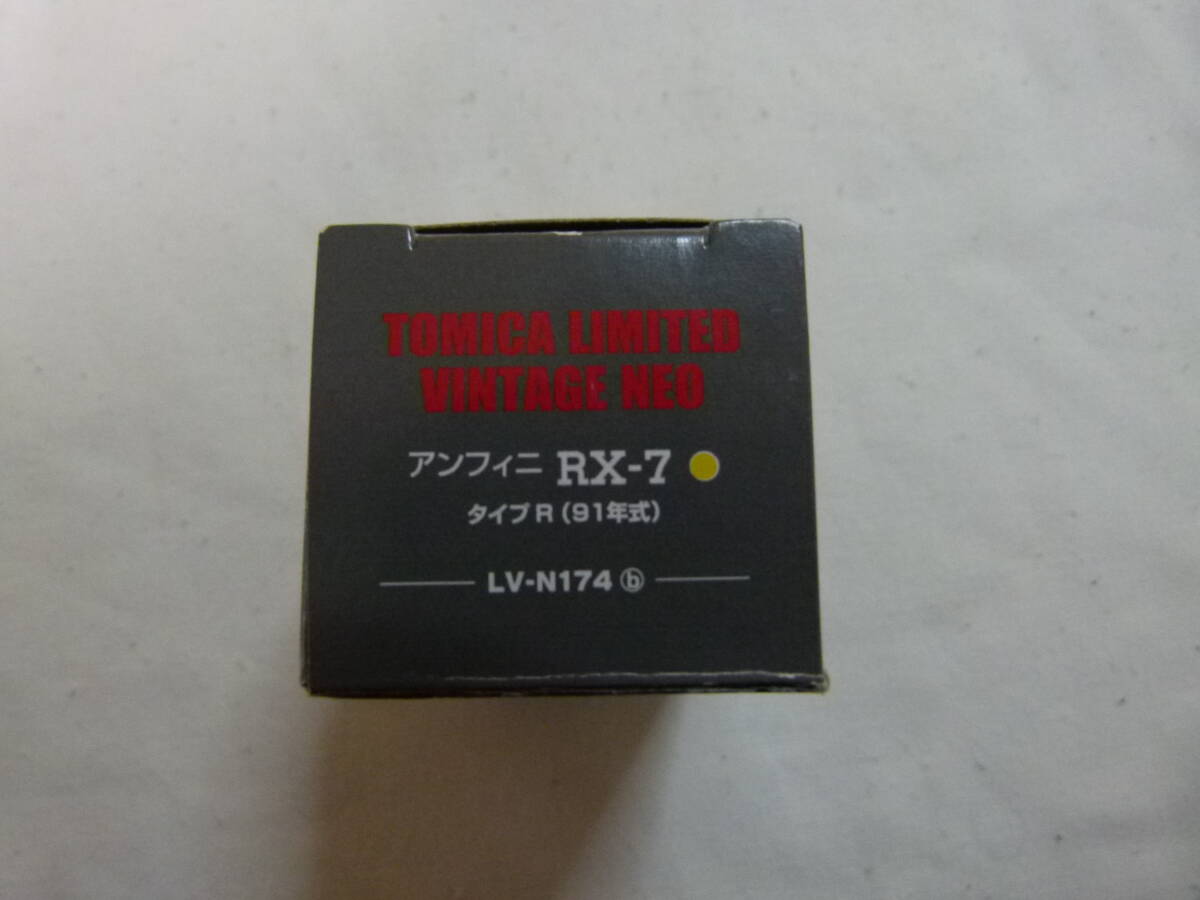 TOMICA LIMITED
VINTAGE NEO
アンフィニ RX-7
タイプR(91年式)
LV-N174 ⓑ